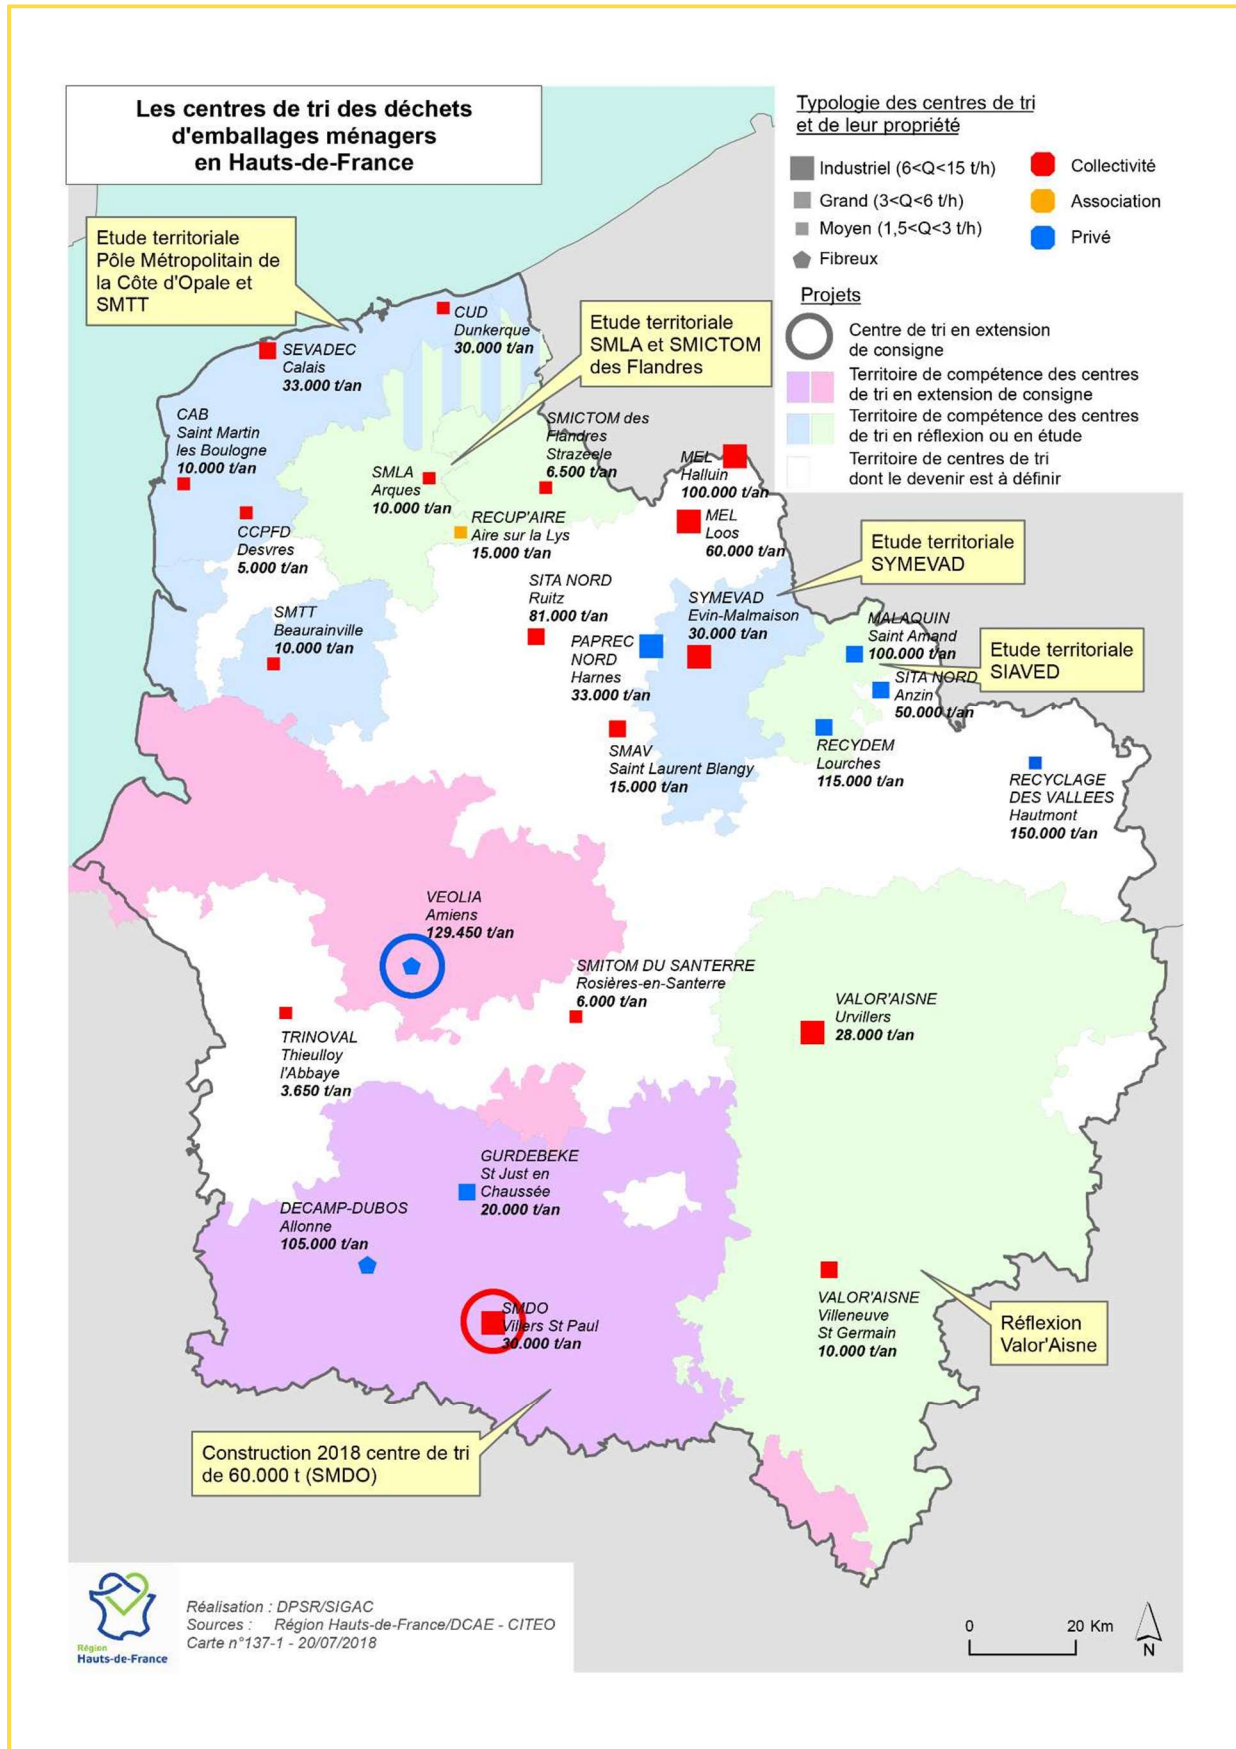 Les centres de tri des déchets
d'emballages ménagers
en Hauts-de-France
Typologie des centres de tri
et de leur propriété
Industriel (6<Q<15 t/h)
Grand (3<Q<6 t/h)
Moyen (1,5<Q<3 t/h)
Fibreux
Collectivité
Association
Privé
Projets
Centre de tri en extension
de consigne
Territoire de compétence des centres
de tri en extension de consigne
Territoire de compétence des centres
de tri en réflexion ou en étude
Territoire de centres de tri
dont le devenir est à définir
Etude territoriale
Pôle Métropolitain de
la Côte d'Opale et
SMTT
Etude territoriale
SMLA et SMICTOM
des Flandres
CUD
Dunkerque
30.000 t/an
SEVADEC
Calais
33.000 t/an
CAB
Saint Martin
les Boulogne
10.000 t/an
SMLA
Arques
10.000 t/an
SMICTOM des
Flandres
Strazeele
6.500 t/an
MEL
Halluin
100.000 t/an
MEL
Loos
60.000 t/an
CCPFD
Desvres
5.000 t/an
RECUP'AIRE
Aire sur la Lys
15.000 t/an
Etude territoriale
SYMEVAD
SITA NORD
Ruitz
81.000 t/an
SYMEVAD
Evin-Malmaison
30.000 t/an
SMTT
Beaurainville
10.000 t/an
PAPREC
NORD
Harnes
33.000 t/an
MALAQUIN
Saint Amand
100.000 t/an
Etude territoriale
SIAVED
SITA NORD
Anzin
50.000 t/an
SMAV
Saint Laurent Blangy
15.000 t/an
RECYDEM
Lourches
115.000 t/an
RECYCLAGE
DES VALLEES
Hautmont
150.000 t/an
VEOLIA
Amiens
129.450 t/an
SMITOM DU SANTERRE
Rosières-en-Santerre
6.000 t/an
VALOR'AISNE
Urvillers
28.000 t/an
TRINOVAL
Thieulloy
l'Abbaye
3.650 t/an
GURDEBEKE
St Just en
Chaussée
20.000 t/an
DECAMP-DUBOS
Allonne
105.000 t/an
SMDO
Villers St Paul
30.000 t/an
VALOR'AISNE
Villeneuve
St Germain
10.000 t/an
Réflexion
Valor'Aisne
Construction 2018 centre de tri
de 60.000 t (SMDO)
Région
Hauts-de-France
Réalisation : DPSR/SIGAC
Sources : Région Hauts-de-France/DCAE - CITEO
Carte n°137-1 - 20/07/2018
0 20 Km
N